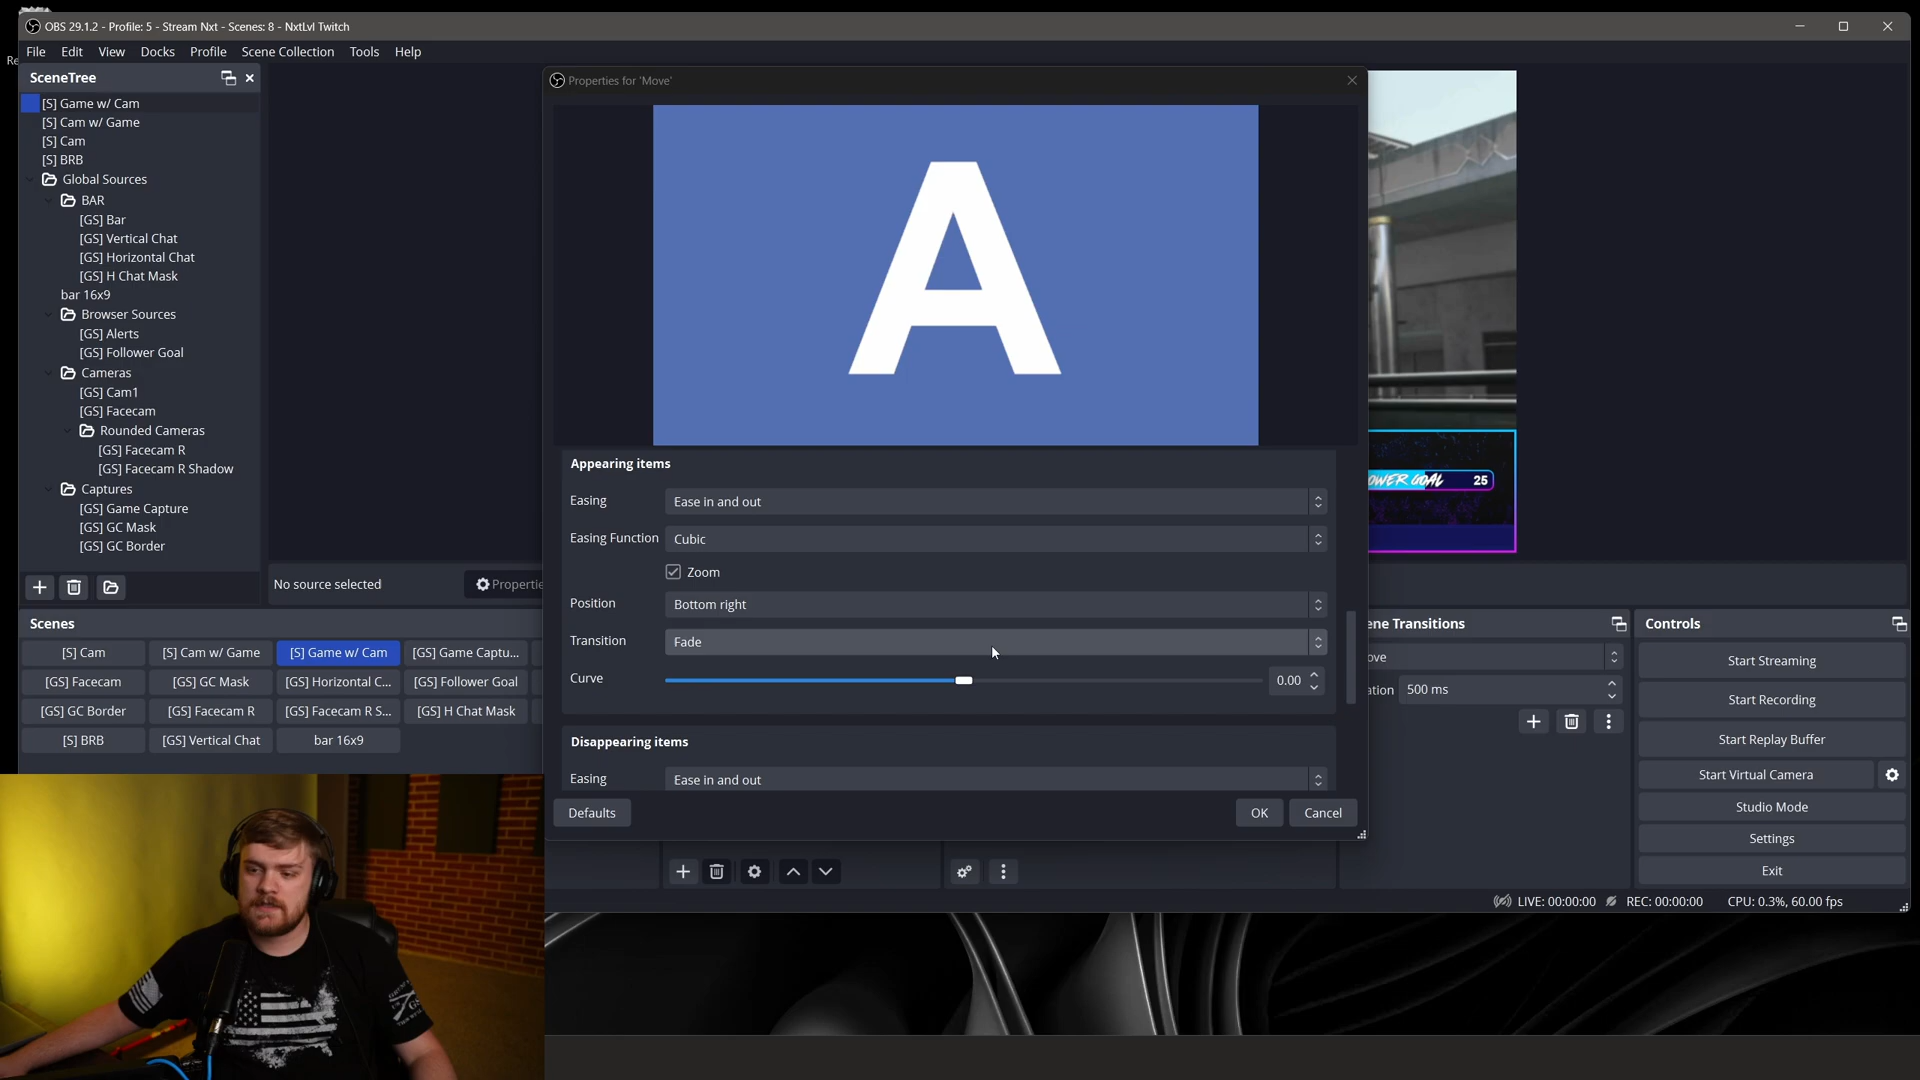 OBS 29.1.2 - Profile: 5 - Stream Nxt - Scenes: 8 - NxtLvl Twitch
File Edit View Docks Profile Scene Collection Tools Help
SceneTree
[S] Game w/ Cam
[S] Cam w/ Game
[S] Cam
[S] BRB
Global Sources
BAR
[GS] Bar
[GS] Vertical Chat
[GS] Horizontal Chat
[GS] H Chat Mask
bar 16x9
Browser Sources
[GS] Alerts
[GS] Follower Goal
Cameras
[GS] Cam1
[GS] Facecam
Rounded Cameras
[GS] Facecam R
[GS] Facecam R Shadow
Captures
[GS] Game Capture
[GS] GC Mask
[GS] GC Border
No source selected
Propertie
Properties for 'Move'
A
Appearing items
Easing Ease in and out
Easing Function Cubic
Zoom
Position Bottom right
Transition Fade
Curve 0.00
Disappearing items
Easing Ease in and out
Defaults OK Cancel
OWER GOAL 25
Scenes
[S] Cam [S] Cam w/ Game [S] Game w/ Cam [GS] Game Captu...
[GS] Facecam [GS] GC Mask [GS] Horizontal C... [GS] Follower Goal
[GS] GC Border [GS] Facecam R [GS] Facecam R S... [GS] H Chat Mask
[S] BRB [GS] Vertical Chat bar 16x9
ene Transitions
ove
ation 500 ms
Controls
Start Streaming
Start Recording
Start Replay Buffer
Start Virtual Camera
Studio Mode
Settings
Exit
LIVE: 00:00:00 REC: 00:00:00 CPU: 0.3%, 60.00 fps